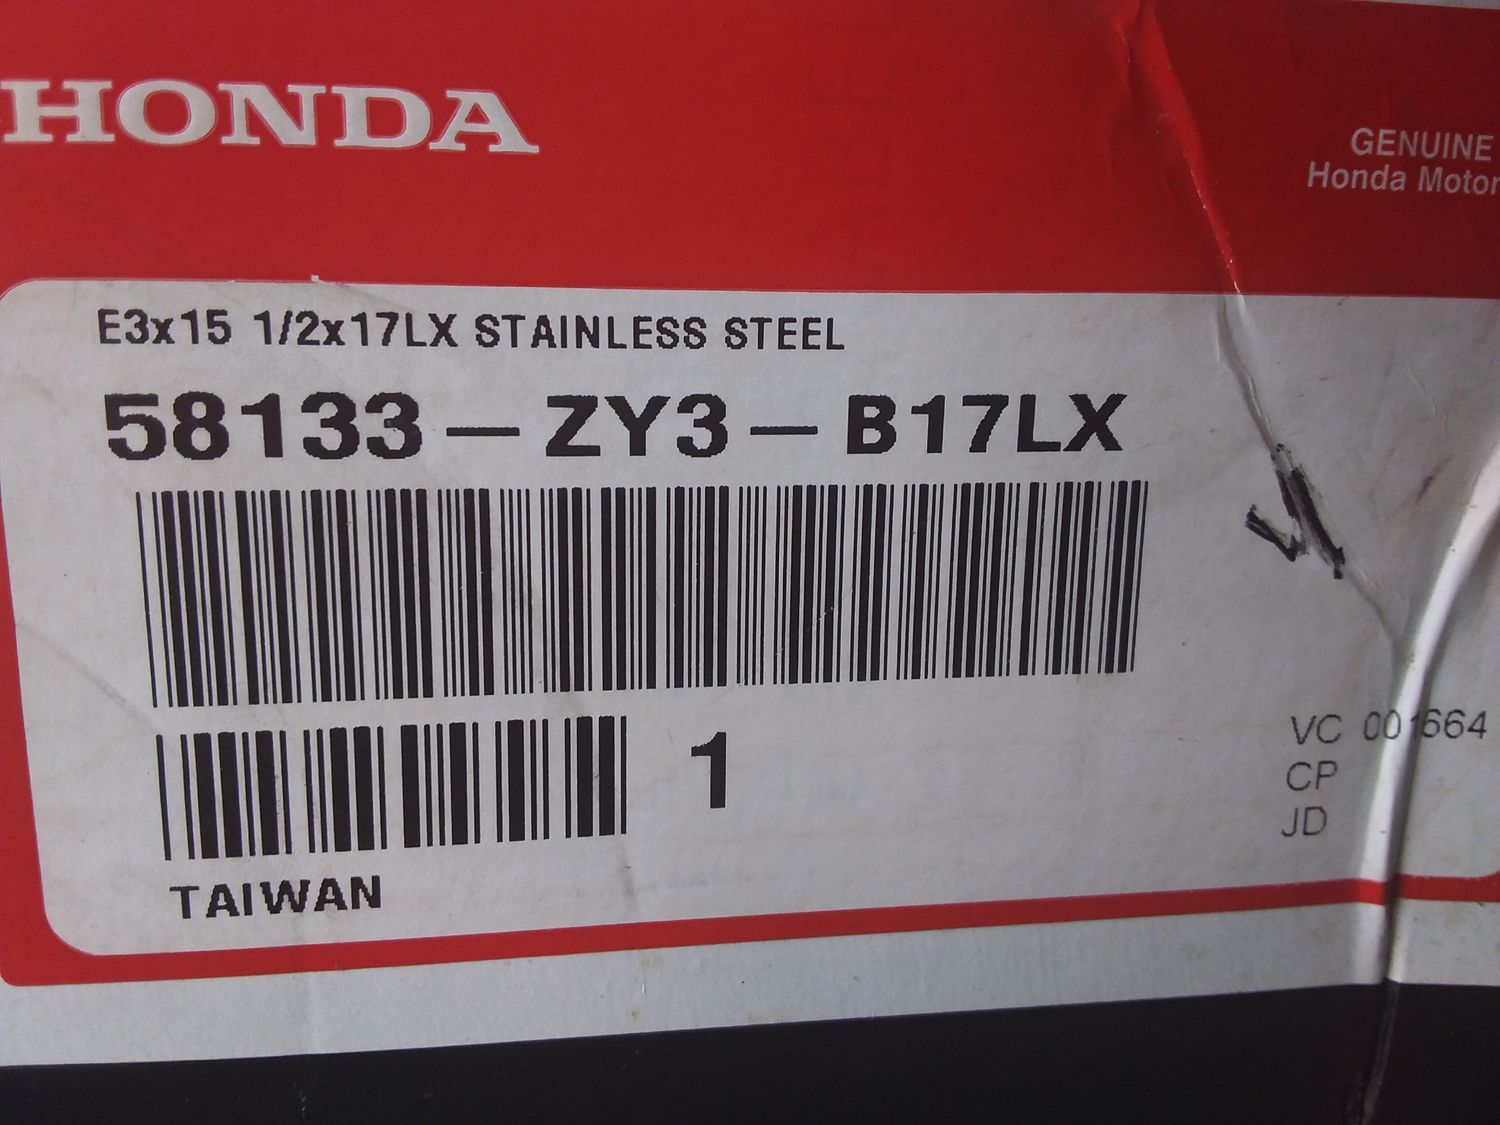 HONDA
GENUINE
Honda Motor
E3x15 1/2x17LX STAINLESS STEEL
58133-ZY3-B17LX
1
VC 001664
CP
JD
TAIWAN